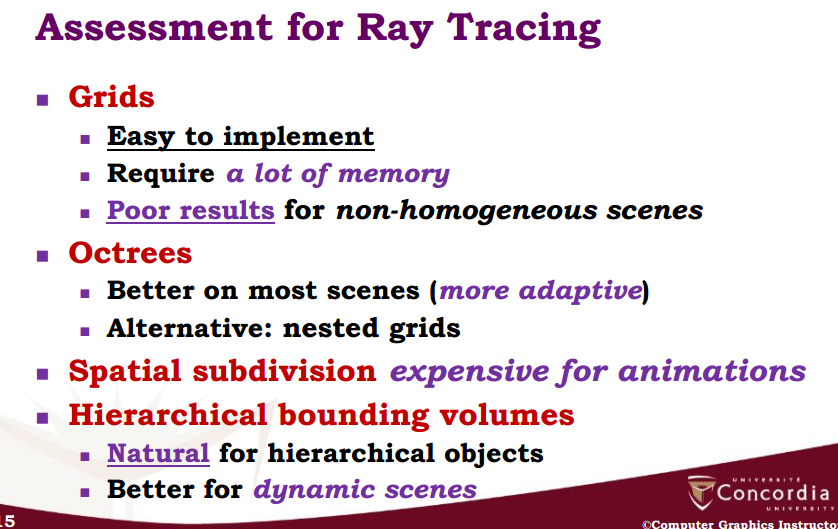 Assessment for Ray Tracing
Grids
Easy to implement
Require a lot of memory
Poor results for non-homogeneous scenes
Octrees
Better on most scenes (more adaptive)
Alternative: nested grids
Spatial subdivision expensive for animations
Hierarchical bounding volumes
Natural for hierarchical objects
Better for dynamic scenes
UNIVERSITÉ
Concordia
UNIVERSITY
15
©Computer Graphics Instructo